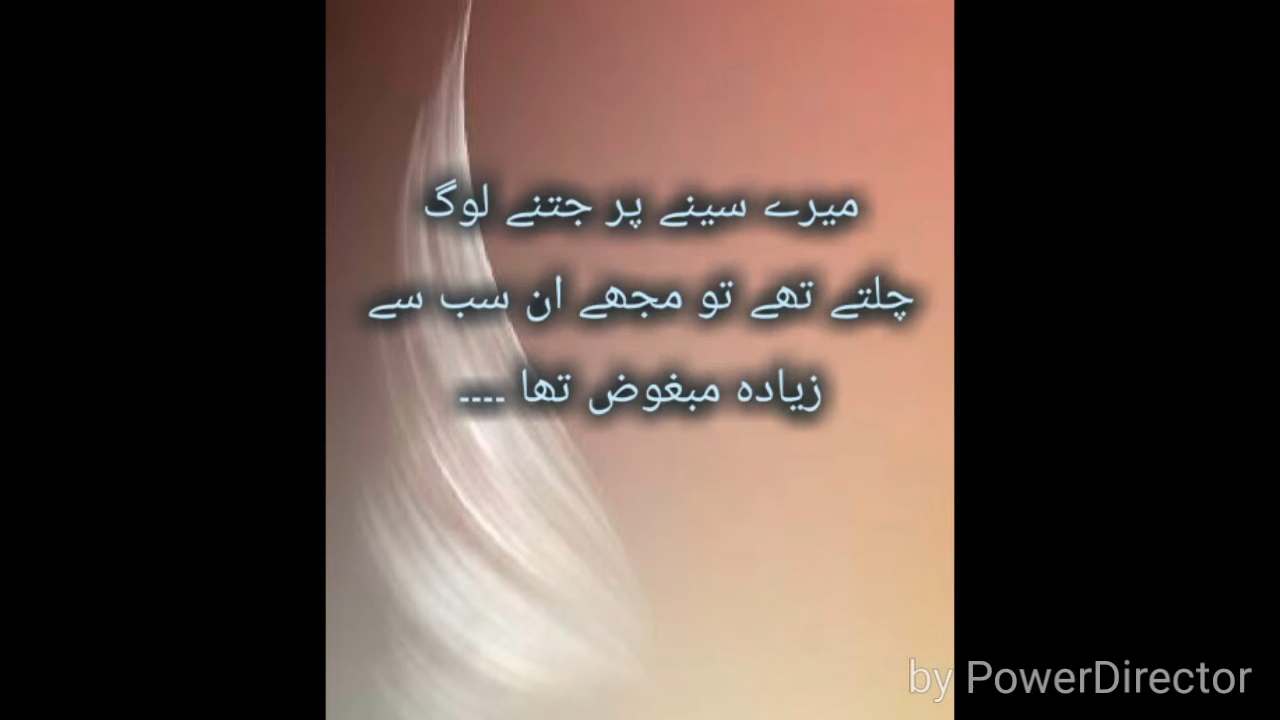 میرے سینے پر جتنے لوگ
چلتے تھے تو مجھے ان سب سے
زیادہ مبغوض تھا ----
by PowerDirector